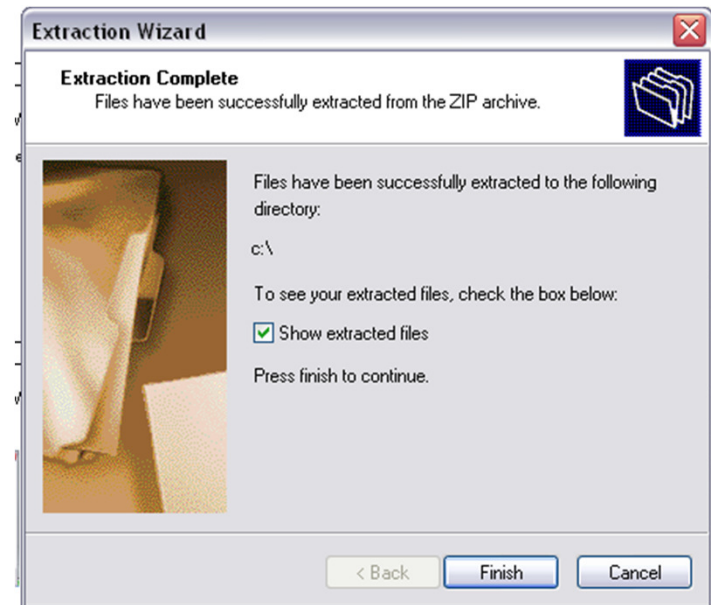 Extraction Wizard
Extraction Complete
Files have been successfully extracted from the ZIP archive.
Files have been successfully extracted to the following
directory:
c:\
To see your extracted files, check the box below:
Show extracted files
Press finish to continue.
< Back
Finish
Cancel